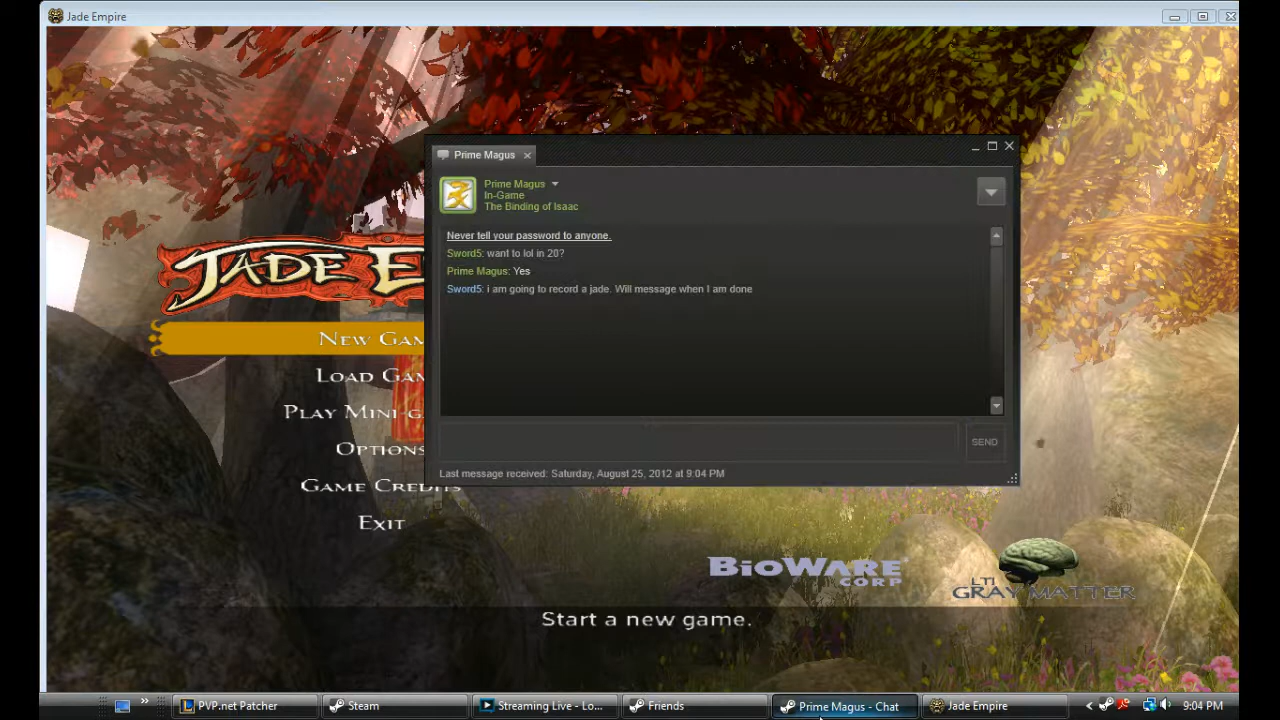 Jade Empire
Prime Magus
Prime Magus
In-Game
The Binding of Isaac
Never tell your password to anyone.
Sword5: want to lol in 20?
Prime Magus: Yes
Sword5: i am going to record a jade. Will message when I am done
SEND
Last message received: Saturday, August 25, 2012 at 9:04 PM
JADE E
NEW GAM
LOAD GAM
PLAY MINI-G
OPTIONS
GAME CREDITS
EXIT
BIOWARE
CORP
LTI
GRAY MATTER
Start a new game.
PVP.net Patcher
Steam
Streaming Live - Lo...
Friends
Prime Magus - Chat
Jade Empire
9:04 PM